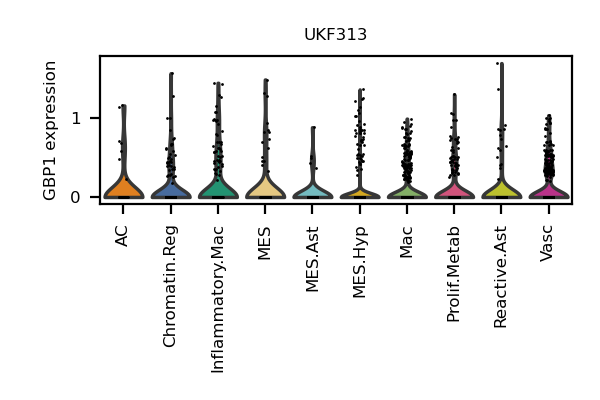 UKF313
GBP1 expression
1
0
AC
Chromatin.Reg
Inflammatory.Mac
MES
MES.Ast
MES.Hyp
Mac
Prolif.Metab
Reactive.Ast
Vasc